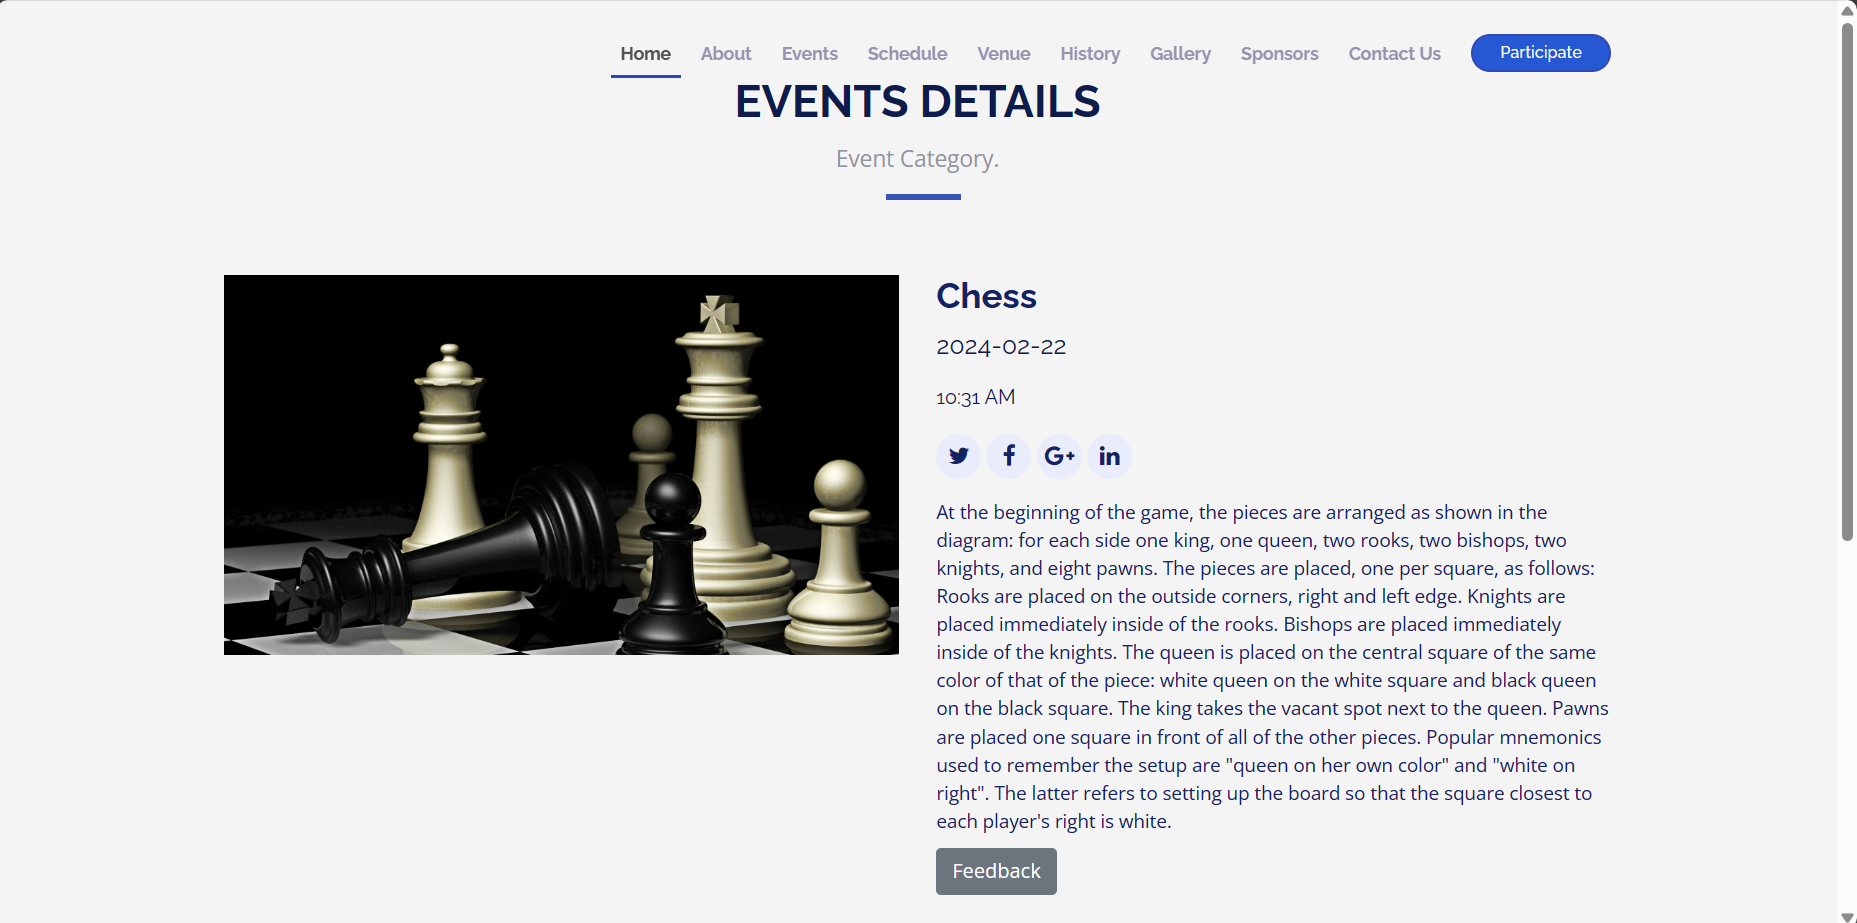 Home About Events Schedule Venue History Gallery Sponsors Contact Us Participate
EVENTS DETAILS
Event Category.
Chess
2024-02-22
10:31 AM
At the beginning of the game, the pieces are arranged as shown in the
diagram: for each side one king, one queen, two rooks, two bishops, two
knights, and eight pawns. The pieces are placed, one per square, as follows:
Rooks are placed on the outside corners, right and left edge. Knights are
placed immediately inside of the rooks. Bishops are placed immediately
inside of the knights. The queen is placed on the central square of the same
color of that of the piece: white queen on the white square and black queen
on the black square. The king takes the vacant spot next to the queen. Pawns
are placed one square in front of all of the other pieces. Popular mnemonics
used to remember the setup are "queen on her own color" and "white on
right". The latter refers to setting up the board so that the square closest to
each player's right is white.
Feedback